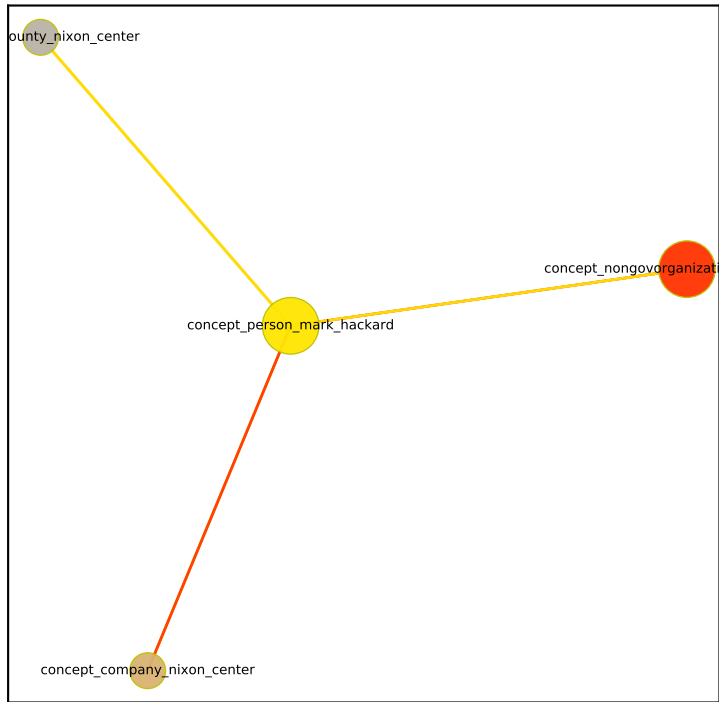 ounty_nixon_center
concept_nongovorganizati
concept_person_mark_hackard
concept_company_nixon_center